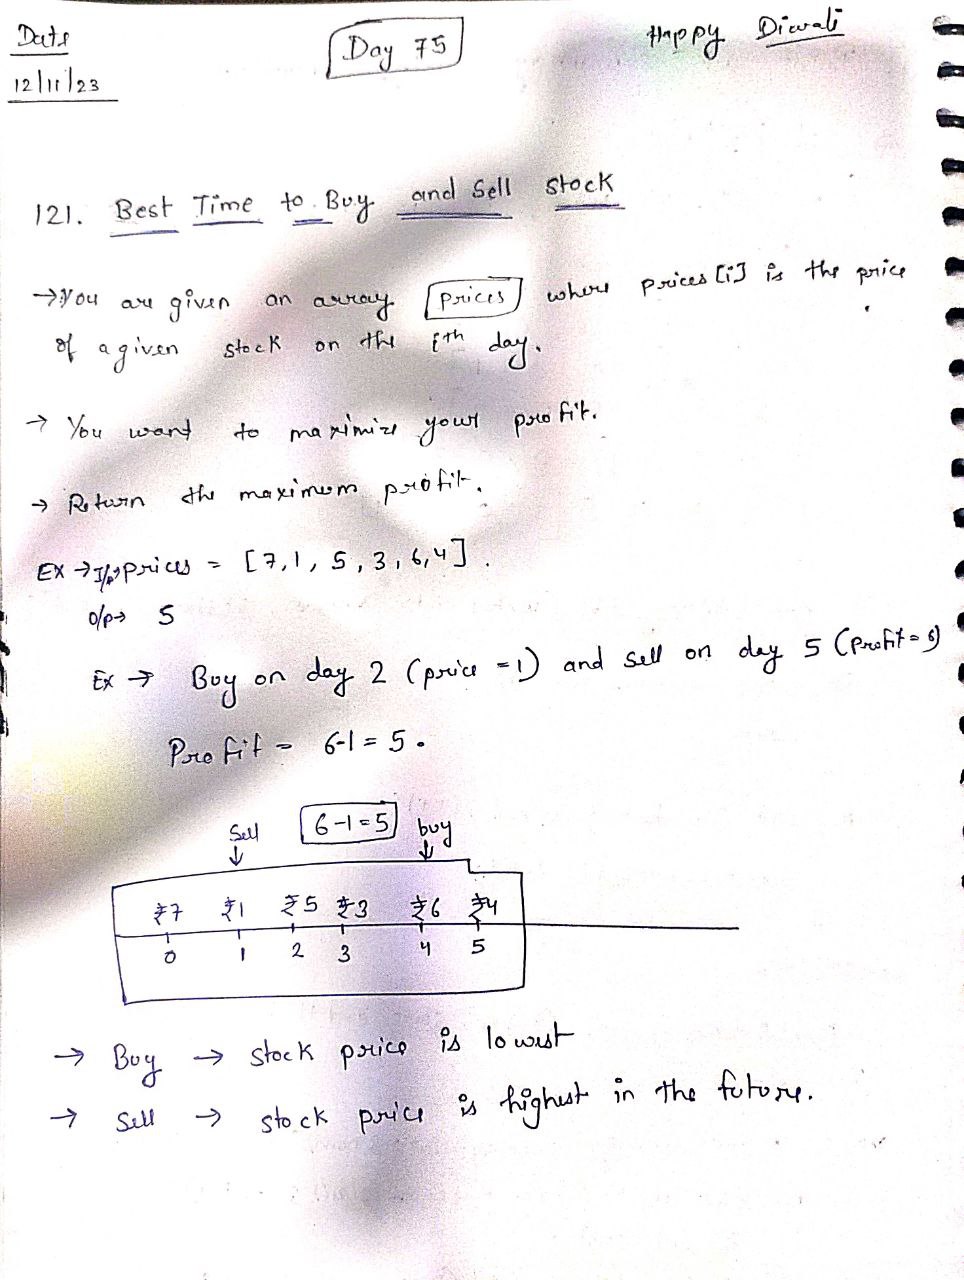 Date
12/11/23
Day 75
Happy Diwali
121. Best Time to Buy and Sell Stock
→ You are given an array prices where prices [i] is the price
of a given stock on the ith day.
→ You want to maximize your profit.
→ Return the maximum profit.
Ex → I/p → prices = [7,1, 5, 3, 6,4].
o/p → 5
Ex → Buy on day 2 (price = 1) and sell on day 5 (Profit = 6)
Profit = 6-1 = 5.
Sell 6-1=5 buy
↓ ↓
₹7 ₹1 ₹5 ₹3 ₹6 ₹4
0 1 2 3 4 5
→ Buy → stock price is lowest
→ Sell → stock price is highest in the future.